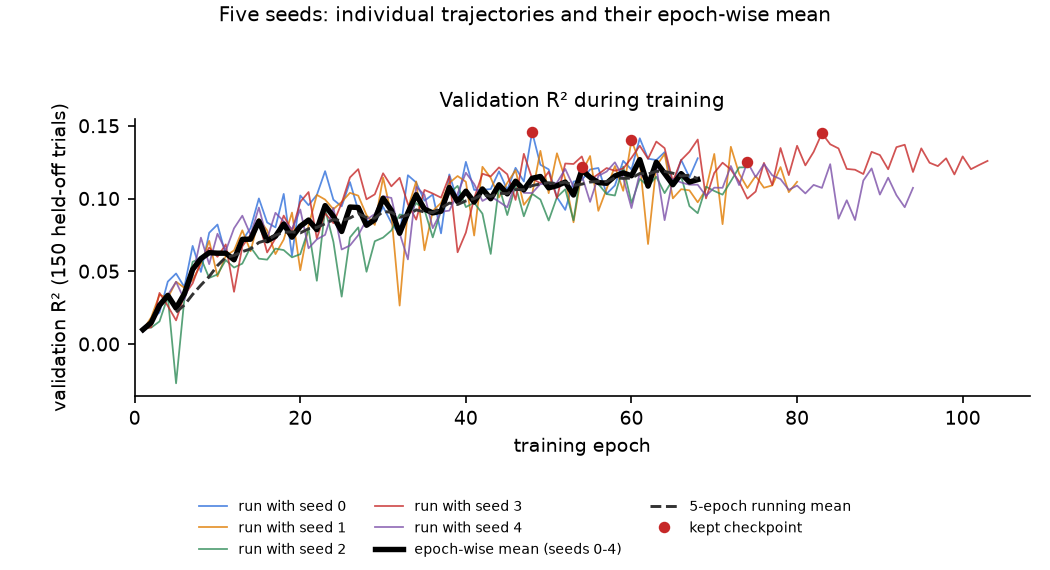 Five seeds: individual trajectories and their epoch-wise mean
Validation R² during training
validation R² (150 held-off trials)
0.15
0.10
0.05
0.00
0
20
40
60
80
100
training epoch
run with seed 0
run with seed 1
run with seed 2
run with seed 3
run with seed 4
epoch-wise mean (seeds 0-4)
5-epoch running mean
kept checkpoint